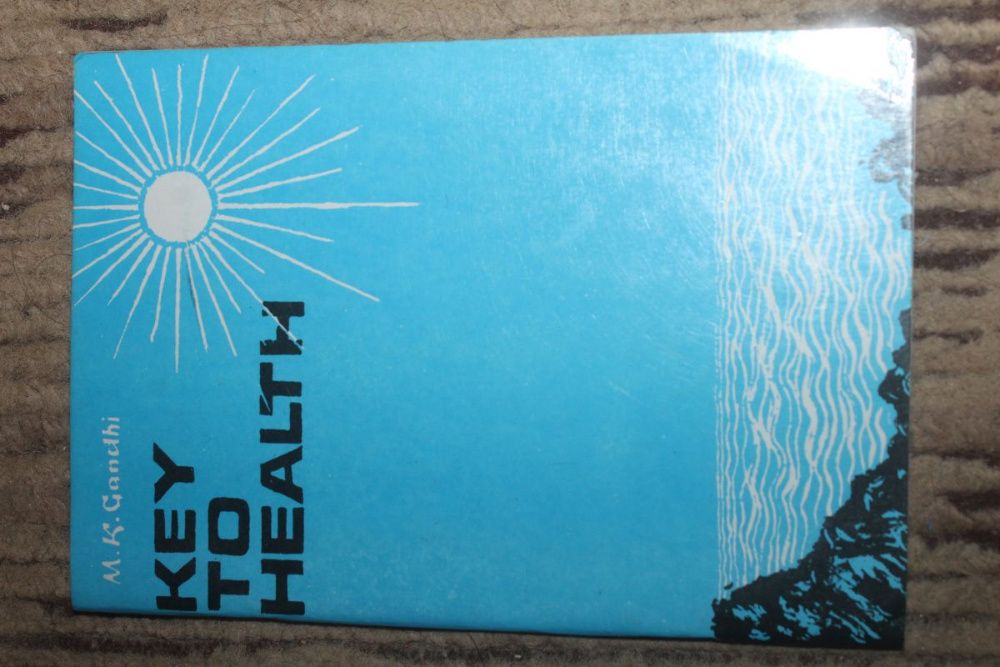 M. K. Gandhi
KEY
TO
HEALTH